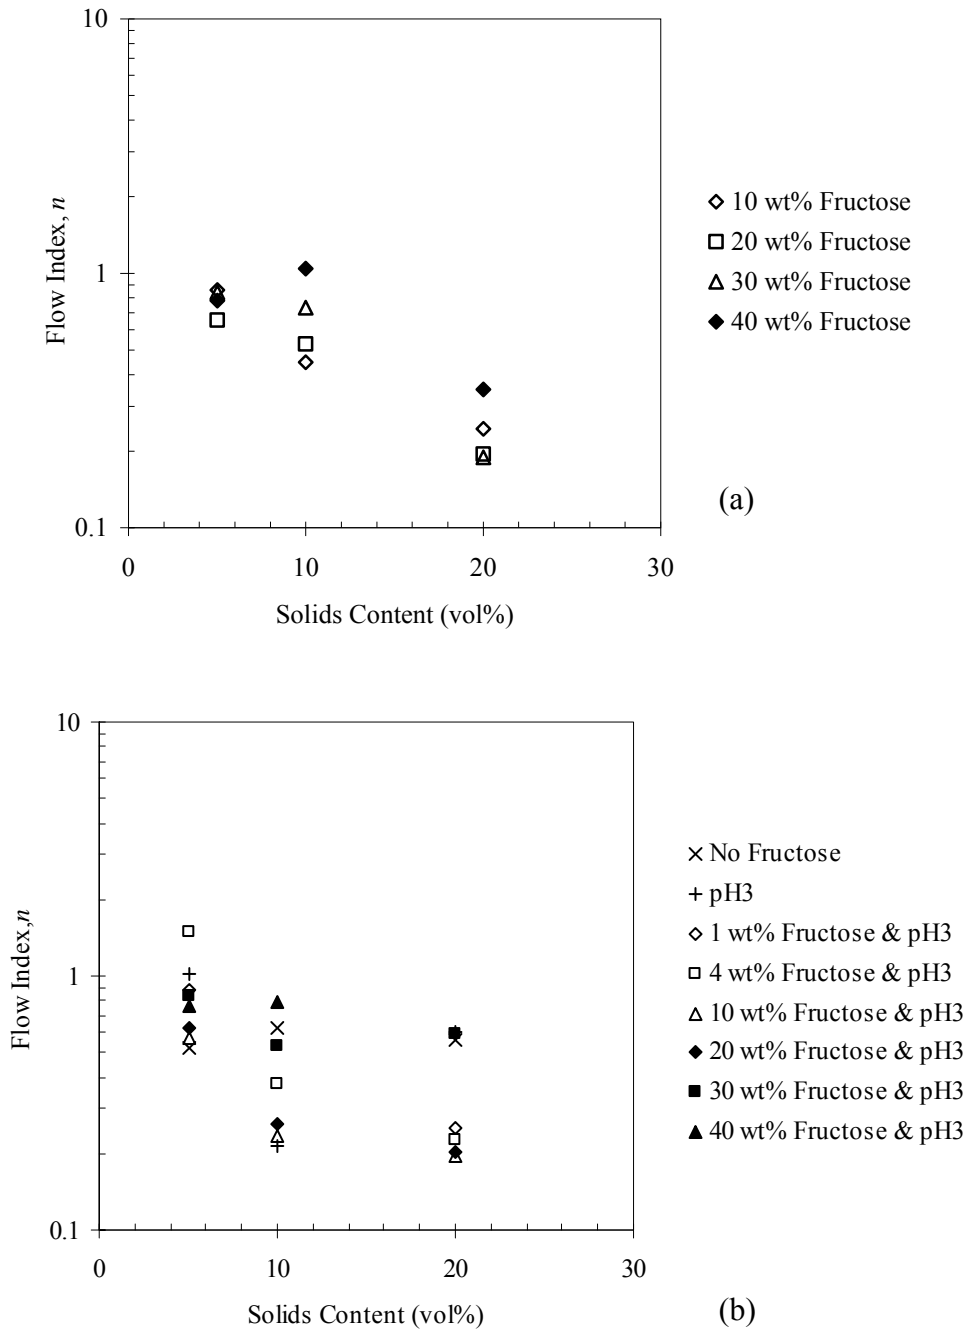 10
1
0.1
Flow Index, n
0
10
20
30
Solids Content (vol%)
10 wt% Fructose
20 wt% Fructose
30 wt% Fructose
40 wt% Fructose
(a)
10
1
0.1
Flow Index,n
0
10
20
30
Solids Content (vol%)
No Fructose
pH3
1 wt% Fructose & pH3
4 wt% Fructose & pH3
10 wt% Fructose & pH3
20 wt% Fructose & pH3
30 wt% Fructose & pH3
40 wt% Fructose & pH3
(b)